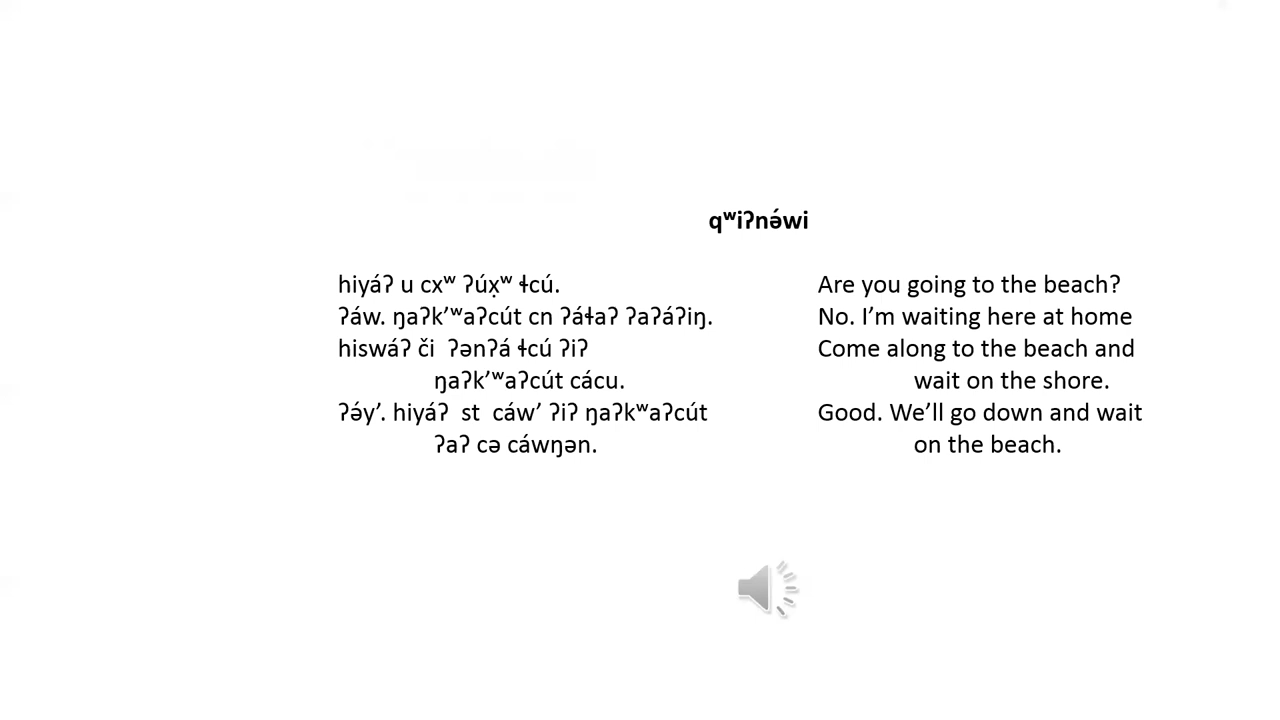 qʷiʔnə́wi
hiyáʔ u cxʷ ʔúx̣ʷ ɬcú.
ʔáw. ŋaʔk’ʷaʔcút cn ʔáɬaʔ ʔaʔáʔiŋ.
hiswáʔ či ʔənʔá ɬcú ʔiʔ
ŋaʔk’ʷaʔcút cácu.
ʔə́y’. hiyáʔ st cáw’ ʔiʔ ŋaʔkʷaʔcút
ʔaʔ cə cáwŋən.
Are you going to the beach?
No. I’m waiting here at home
Come along to the beach and
wait on the shore.
Good. We’ll go down and wait
on the beach.